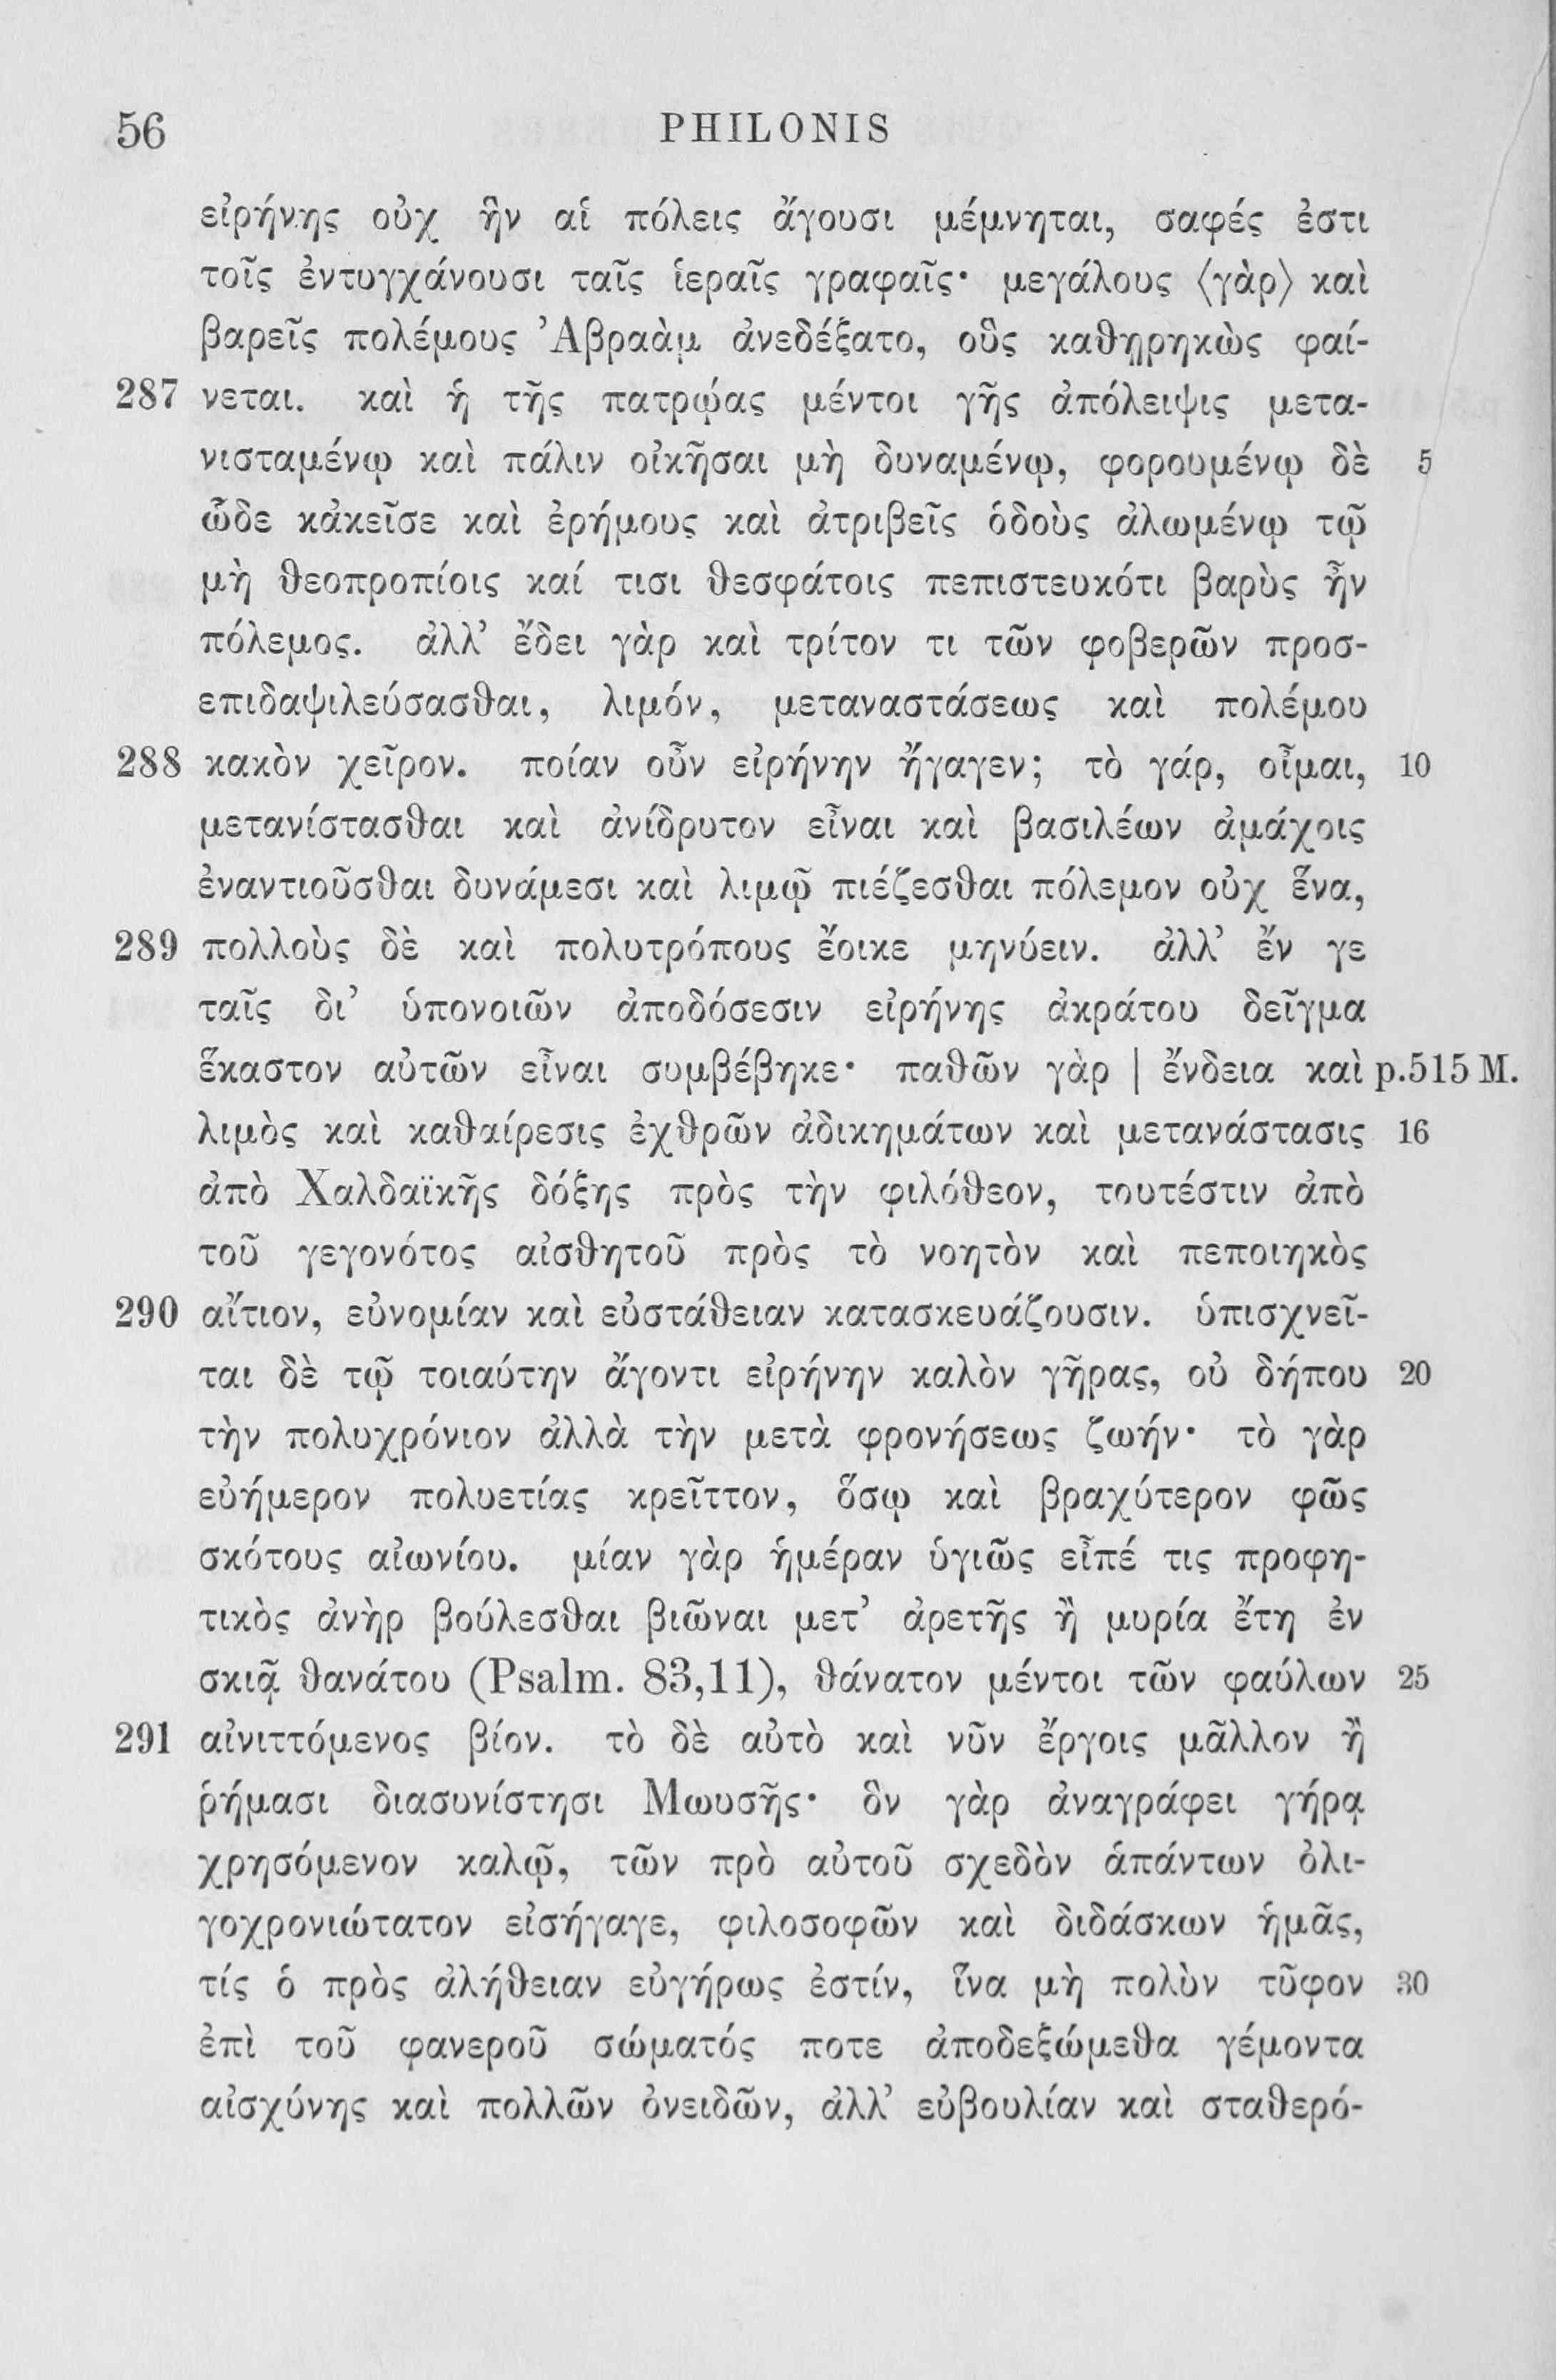 56 PHILONIS
εἰρήνης οὐχ ἣν αἱ πόλεις ἄγουσι μέμνηται, σαφές ἐστι
τοῖς ἐντυγχάνουσι ταῖς ἱεραῖς γραφαῖς· μεγάλους ⟨γὰρ⟩ καὶ
βαρεῖς πολέμους Ἀβραὰμ ἀνεδέξατο, οὓς καθῃρηκὼς φαί-
287 νεται. καὶ ἡ τῆς πατρῴας μέντοι γῆς ἀπόλειψις μετα-
νισταμένῳ καὶ πάλιν οἰκῆσαι μὴ δυναμένῳ, φορουμένῳ δὲ 5
ὧδε κἀκεῖσε καὶ ἐρήμους καὶ ἀτριβεῖς ὁδοὺς ἀλωμένῳ τῷ
μὴ θεοπροπίοις καί τισι θεσφάτοις πεπιστευκότι βαρὺς ἦν
πόλεμος. ἀλλ’ ἔδει γὰρ καὶ τρίτον τι τῶν φοβερῶν προσ-
επιδαψιλεύσασθαι, λιμόν, μεταναστάσεως καὶ πολέμου
288 κακὸν χεῖρον. ποίαν οὖν εἰρήνην ἤγαγεν; τὸ γάρ, οἶμαι, 10
μετανίστασθαι καὶ ἀνίδρυτον εἶναι καὶ βασιλέων ἀμάχοις
ἐναντιοῦσθαι δυνάμεσι καὶ λιμῷ πιέζεσθαι πόλεμον οὐχ ἕνα,
289 πολλοὺς δὲ καὶ πολυτρόπους ἔοικε μηνύειν. ἀλλ’ ἔν γε
ταῖς δι’ ὑπονοιῶν ἀποδόσεσιν εἰρήνης ἀκράτου δεῖγμα
ἕκαστον αὐτῶν εἶναι συμβέβηκε· παθῶν γὰρ | ἔνδεια καὶ p.515 M.
λιμὸς καὶ καθαίρεσις ἐχθρῶν ἀδικημάτων καὶ μετανάστασις 16
ἀπὸ Χαλδαϊκῆς δόξης πρὸς τὴν φιλόθεον, τουτέστιν ἀπὸ
τοῦ γεγονότος αἰσθητοῦ πρὸς τὸ νοητὸν καὶ πεποιηκὸς
290 αἴτιον, εὐνομίαν καὶ εὐστάθειαν κατασκευάζουσιν. ὑπισχνεῖ-
ται δὲ τῷ τοιαύτην ἄγοντι εἰρήνην καλὸν γῆρας, οὐ δήπου 20
τὴν πολυχρόνιον ἀλλὰ τὴν μετὰ φρονήσεως ζωήν· τὸ γὰρ
εὐήμερον πολυετίας κρεῖττον, ὅσῳ καὶ βραχύτερον φῶς
σκότους αἰωνίου. μίαν γὰρ ἡμέραν ὑγιῶς εἶπέ τις προφη-
τικὸς ἀνὴρ βούλεσθαι βιῶναι μετ’ ἀρετῆς ἢ μυρία ἔτη ἐν
σκιᾷ θανάτου (Psalm. 83,11), θάνατον μέντοι τῶν φαύλων 25
291 αἰνιττόμενος βίον. τὸ δὲ αὐτὸ καὶ νῦν ἔργοις μᾶλλον ἢ
ῥήμασι διασυνίστησι Μωυσῆς· ὃν γὰρ ἀναγράφει γήρᾳ
χρησόμενον καλῷ, τῶν πρὸ αὐτοῦ σχεδὸν ἁπάντων ὀλι-
γοχρονιώτατον εἰσήγαγε, φιλοσοφῶν καὶ διδάσκων ἡμᾶς,
τίς ὁ πρὸς ἀλήθειαν εὐγήρως ἐστίν, ἵνα μὴ πολὺν τῦφον 30
ἐπὶ τοῦ φανεροῦ σώματός ποτε ἀποδεξώμεθα γέμοντα
αἰσχύνης καὶ πολλῶν ὀνειδῶν, ἀλλ’ εὐβουλίαν καὶ σταθερό-